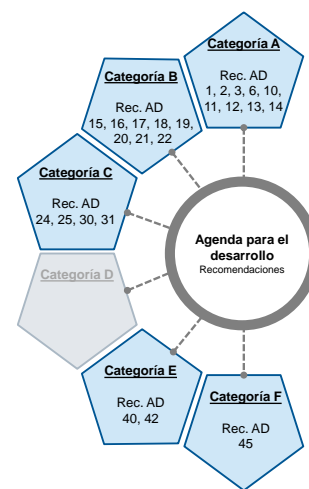 Categoría A
Rec. AD
1, 2, 3, 6, 10,
11, 12, 13, 14
Categoría B
Rec. AD
15, 16, 17, 18, 19,
20, 21, 22
Categoría C
Rec. AD
24, 25, 30, 31
Agenda para el
desarrollo
Recomendaciones
Categoría D
Categoría E
Rec. AD
40, 42
Categoría F
Rec. AD
45